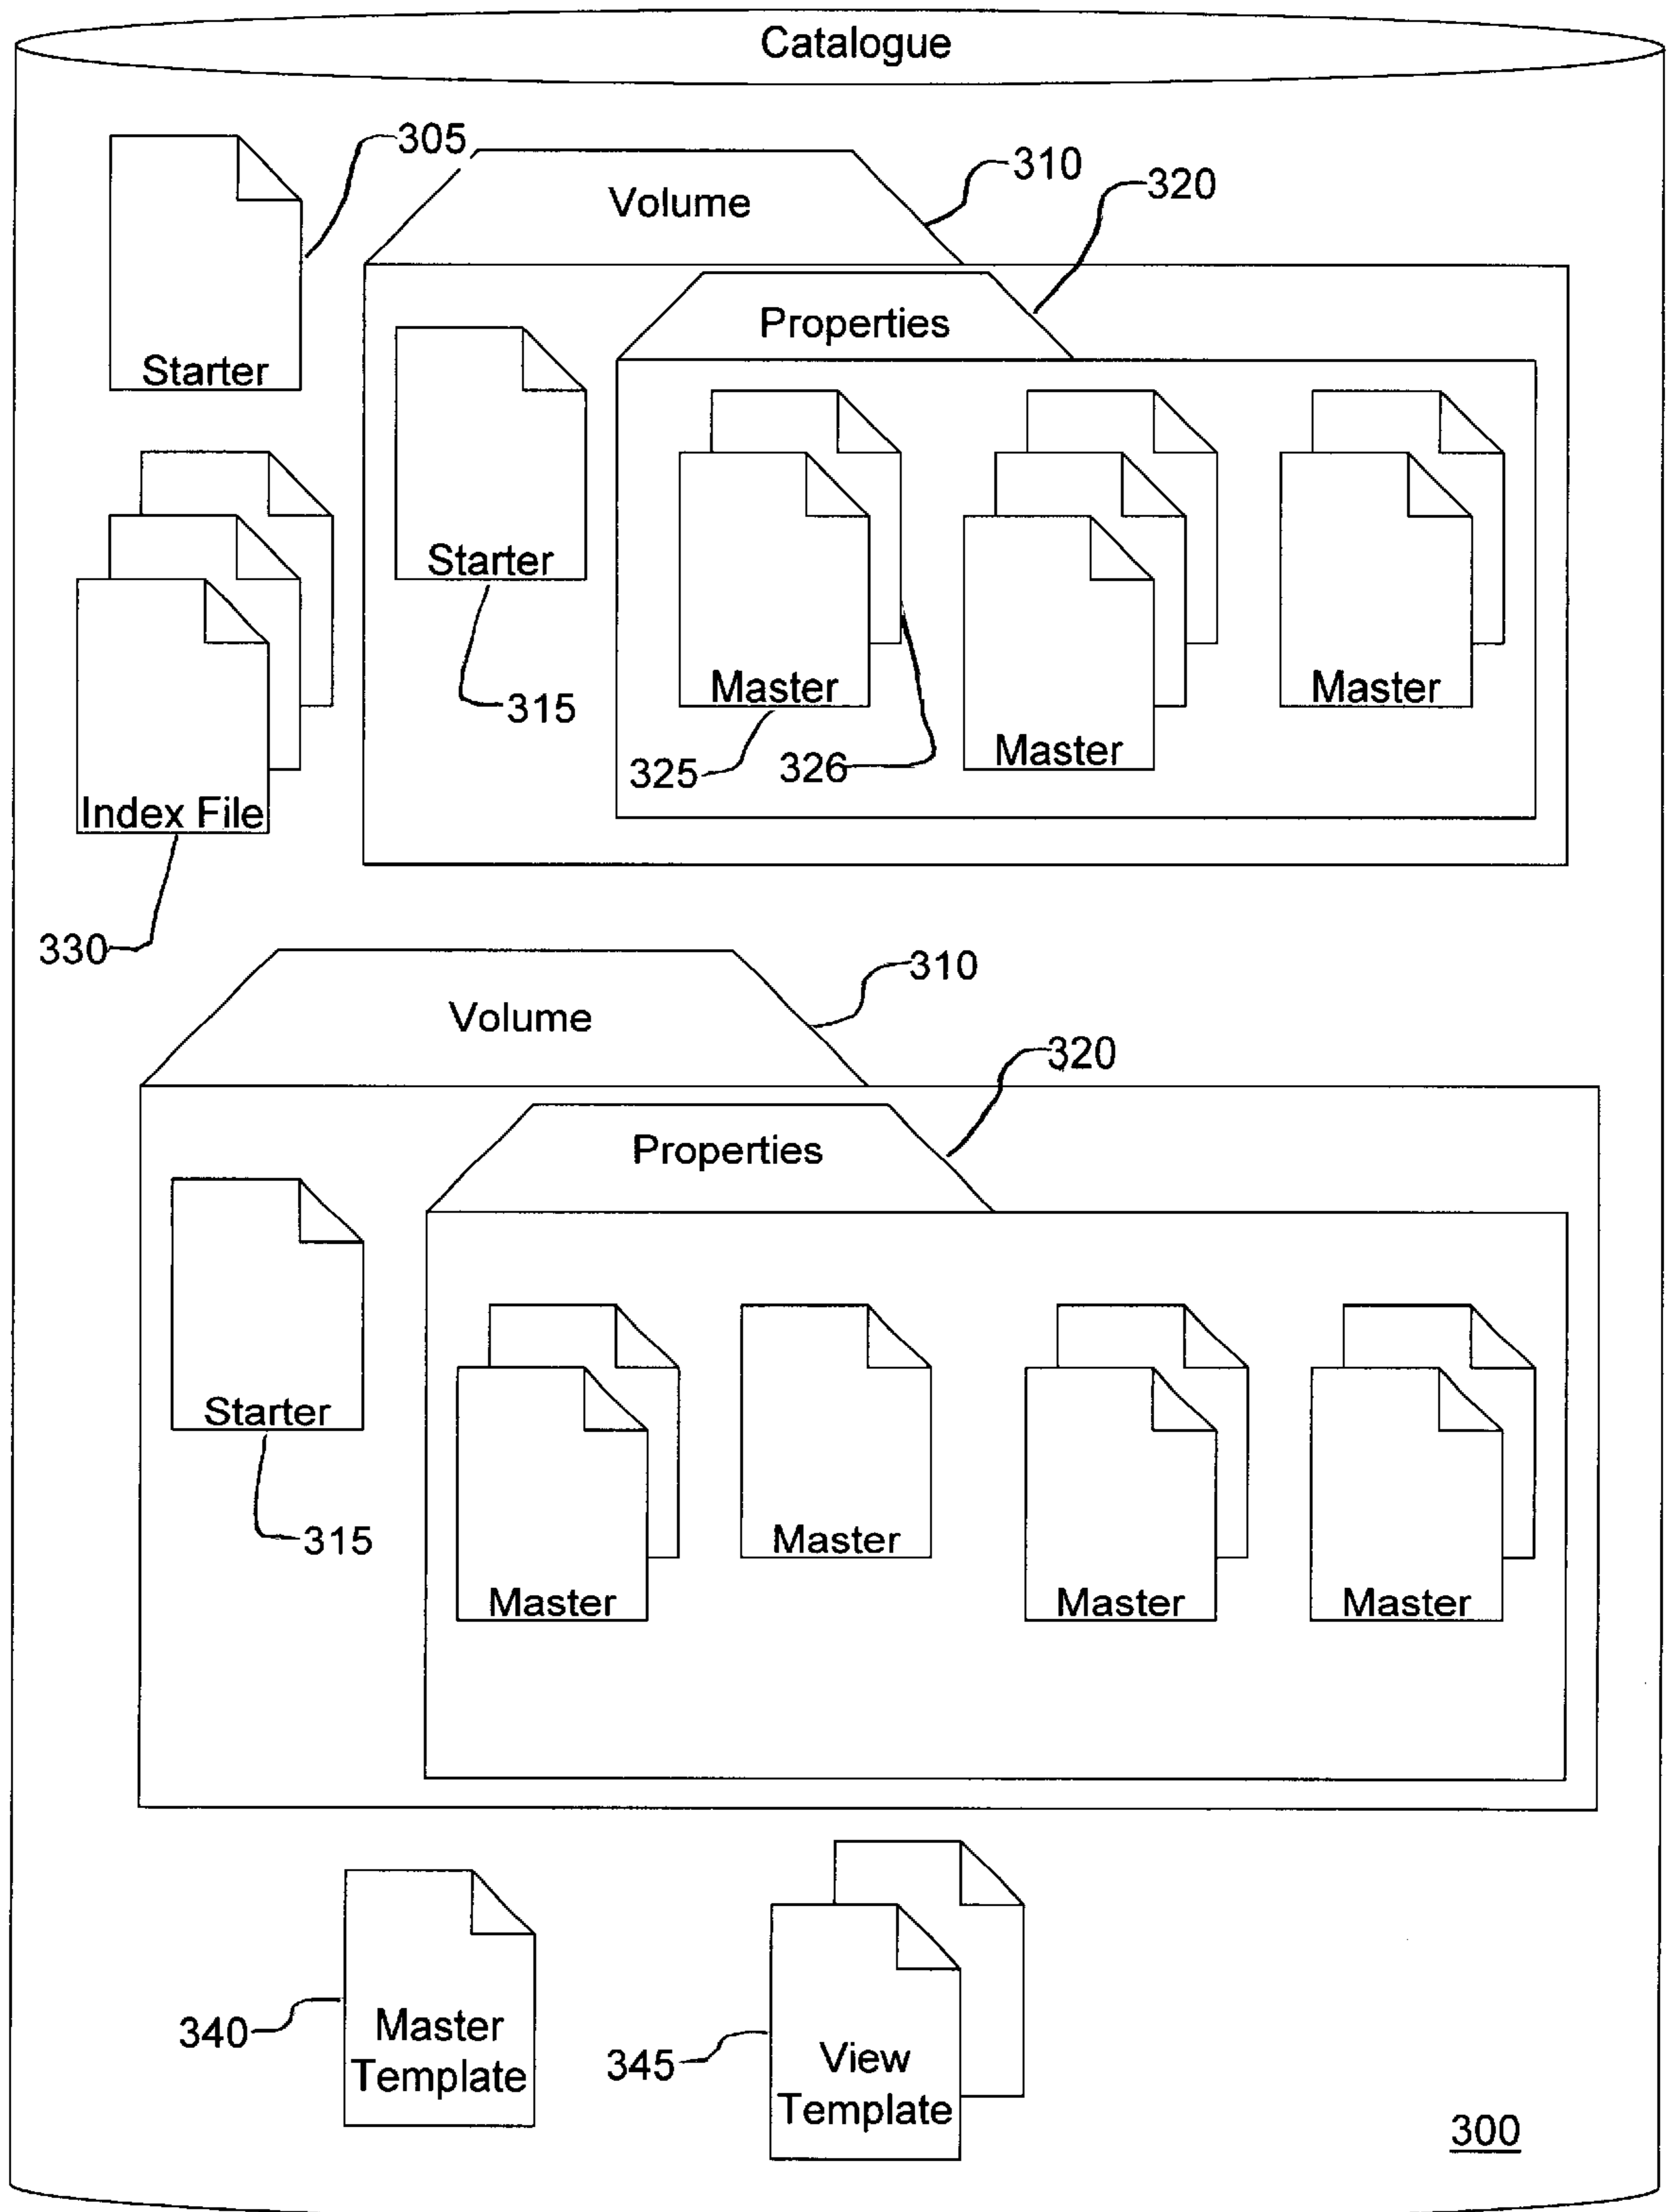 Catalogue
305
310
320
Volume
Properties
Starter
Starter
315
Master
Master
Master
325
326
Index File
330
310
Volume
320
Properties
Starter
315
Master
Master
Master
Master
340
Master
Template
345
View
Template
300